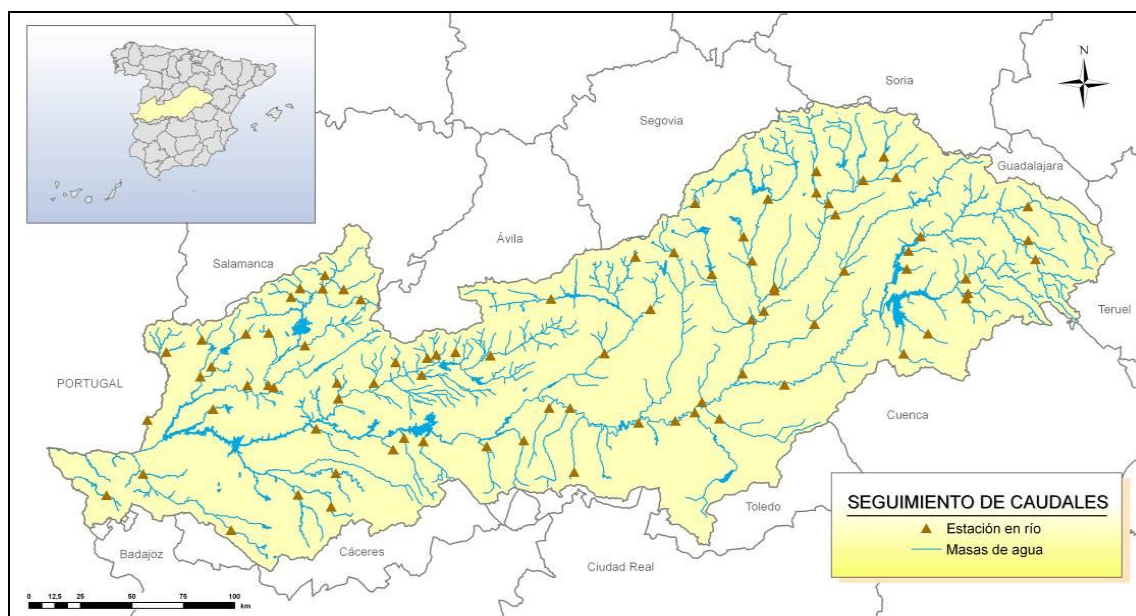 Soria
N
Segovia
Guadalajara
Ávila
Salamanca
Teruel
PORTUGAL
Cuenca
SEGUIMIENTO DE CAUDALES
Estación en río
Masas de agua
Toledo
Badajoz
Cáceres
Ciudad Real
0 12,5 25 50 75 100
km